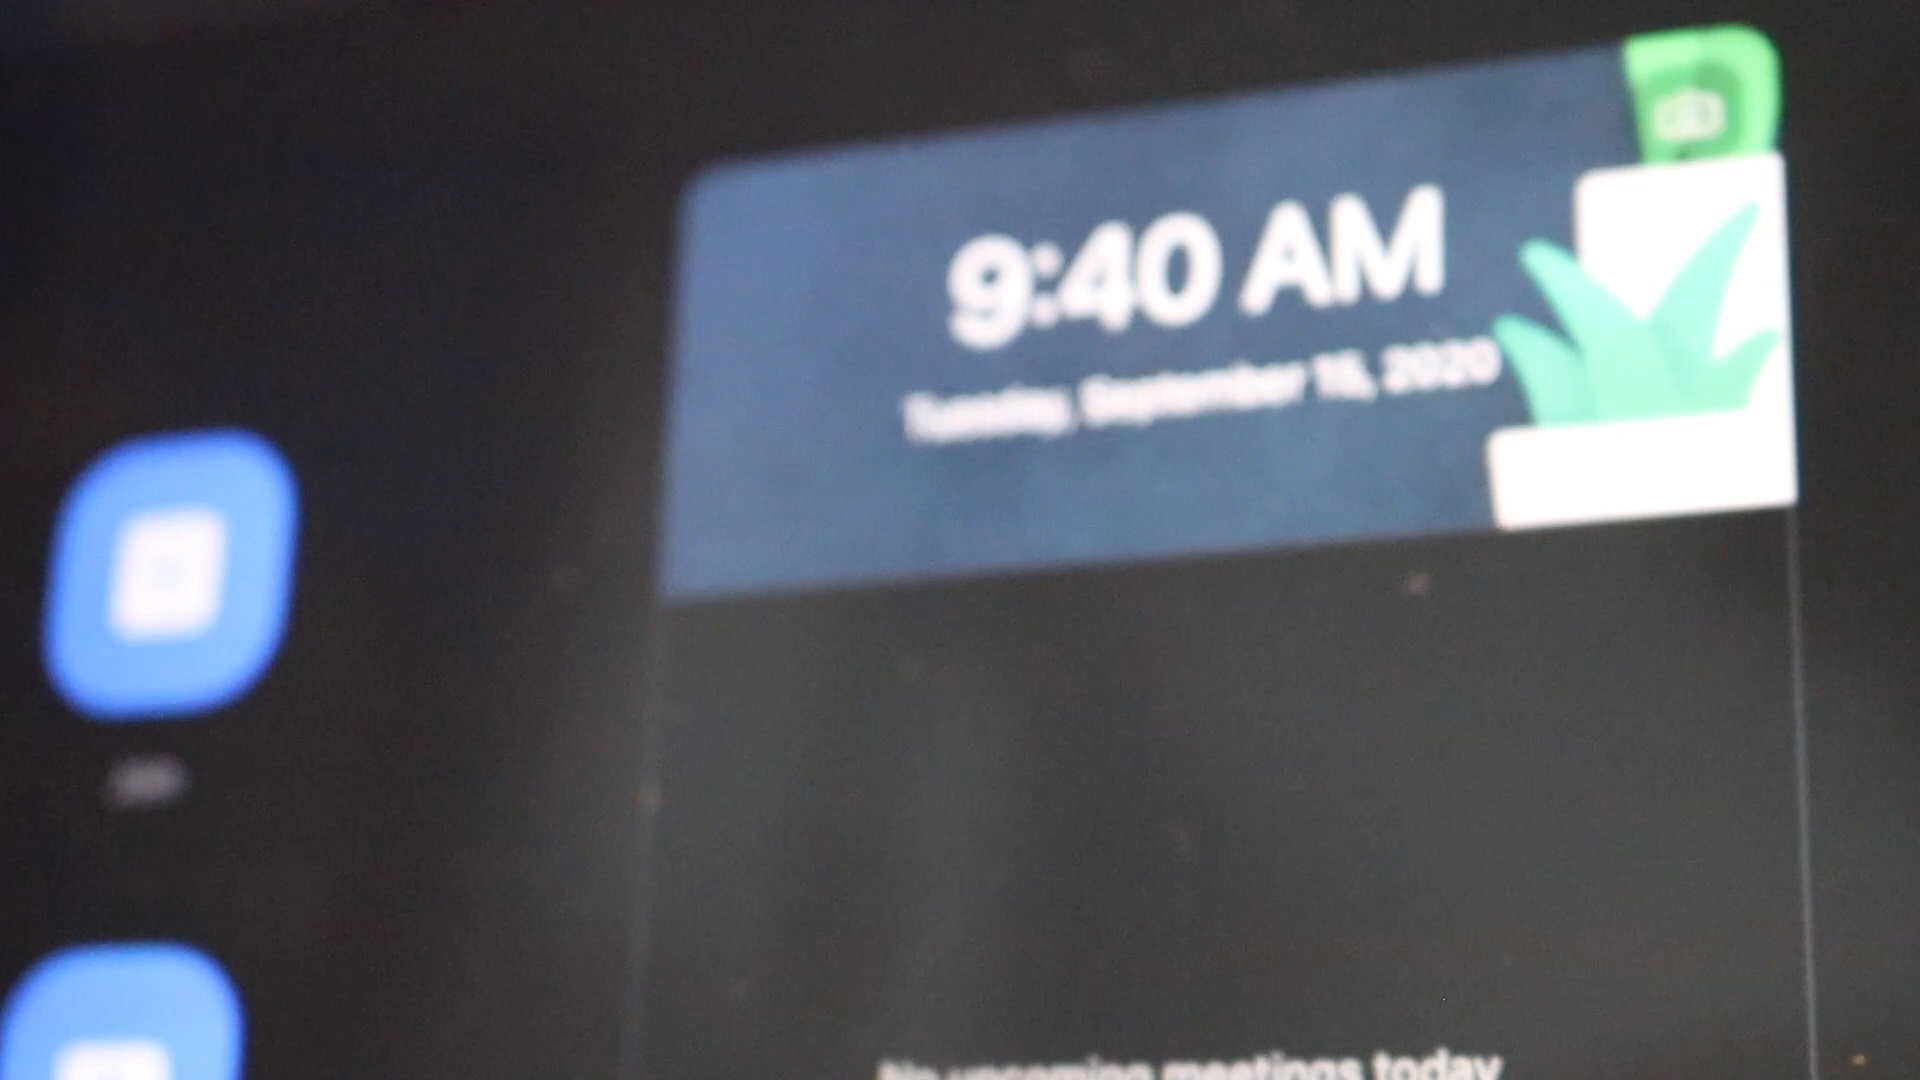 9:40 AM
Tuesday, September 15, 2020
No upcoming meetings today